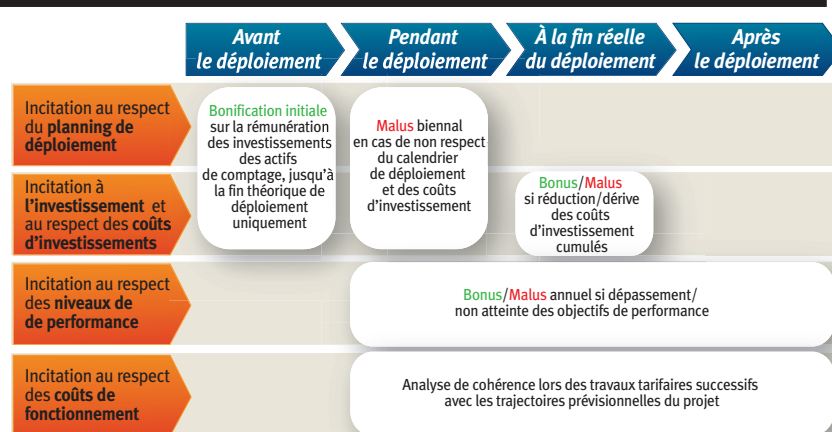 Avant
le déploiement
Pendant
le déploiement
À la fin réelle
du déploiement
Après
le déploiement
Incitation au respect
du planning de
déploiement
Bonification initiale
sur la rémunération
des investissements
des actifs
de comptage, jusqu'à
la fin théorique de
déploiement
uniquement
Malus biennal
en cas de non respect
du calendrier
de déploiement
et des coûts
d'investissement
Incitation à
l'investissement et
au respect des coûts
d'investissements
Bonus/Malus
si réduction/dérive
des coûts
d'investissement
cumulés
Incitation au respect
des niveaux de
de performance
Bonus/Malus annuel si dépassement/
non atteinte des objectifs de performance
Incitation au respect
des coûts de
fonctionnement
Analyse de cohérence lors des travaux tarifaires successifs
avec les trajectoires prévisionnelles du projet